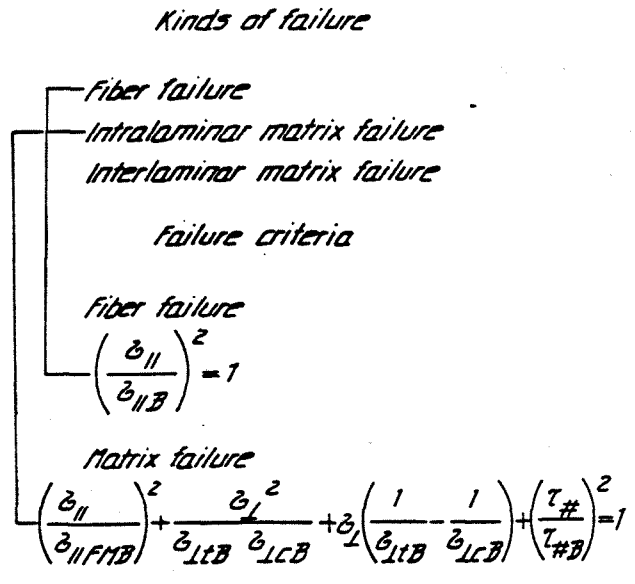 Kinds of failure
Fiber failure
Intralaminar matrix failure
Interlaminar matrix failure
Failure criteria
Fiber failure
(σ∥ / σ∥B)² = 1
Matrix failure
(σ∥ / σ∥FMB)² + σ⊥² / (σ⊥tB σ⊥cB) + σ⊥ (1 / σ⊥tB - 1 / σ⊥cB) + (τ# / τ#B)² = 1